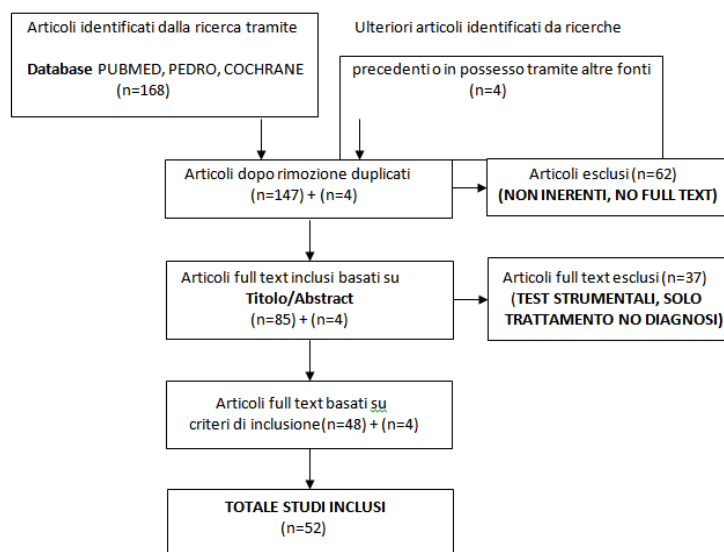 Articoli identificati dalla ricerca tramite
Database PUBMED, PEDRO, COCHRANE
(n=168)
Ulteriori articoli identificati da ricerche
precedenti o in possesso tramite altre fonti
(n=4)
Articoli dopo rimozione duplicati
(n=147) + (n=4)
Articoli esclusi (n=62)
(NON INERENTI, NO FULL TEXT)
Articoli full text inclusi basati su
Titolo/Abstract
(n=85) + (n=4)
Articoli full text esclusi (n=37)
(TEST STRUMENTALI, SOLO
TRATTAMENTO NO DIAGNOSI)
Articoli full text basati su
criteri di inclusione(n=48) + (n=4)
TOTALE STUDI INCLUSI
(n=52)